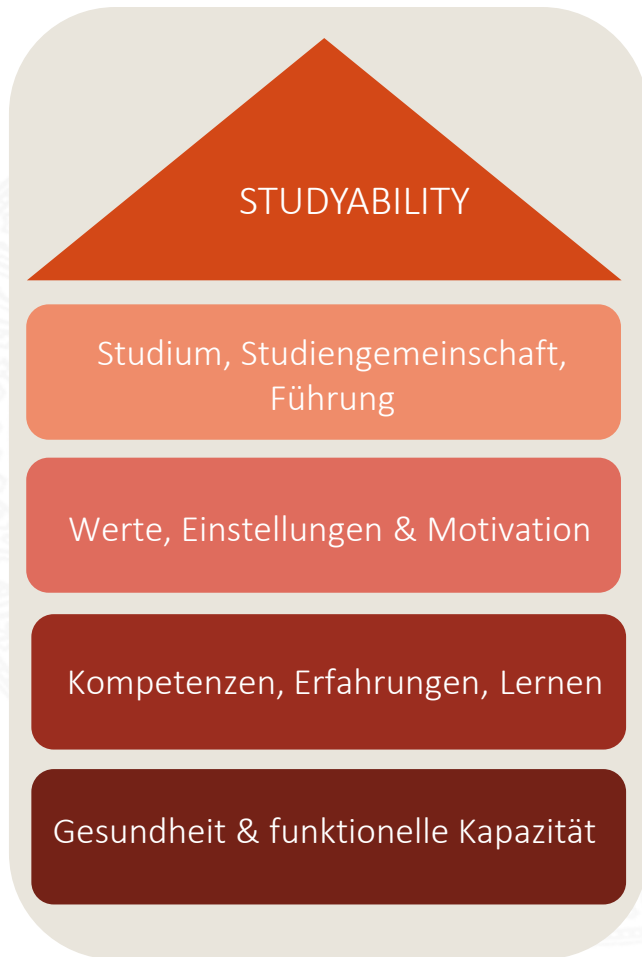 STUDYABILITY
Studium, Studiengemeinschaft,
Führung
Werte, Einstellungen & Motivation
Kompetenzen, Erfahrungen, Lernen
Gesundheit & funktionelle Kapazität